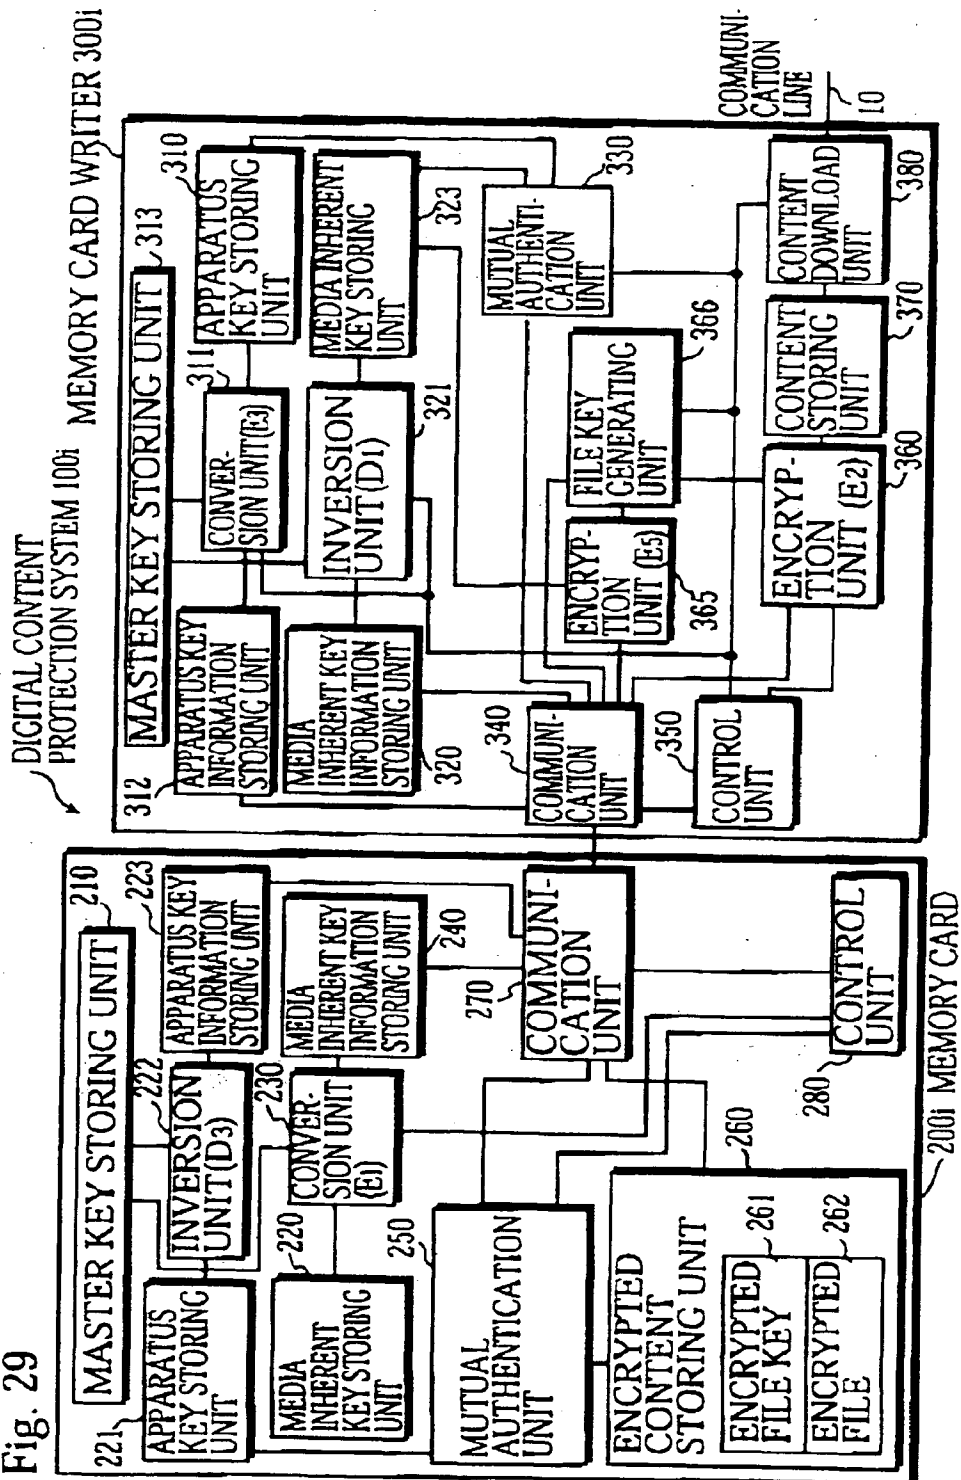 Fig. 29
DIGITAL CONTENT
PROTECTION SYSTEM 100i
MEMORY CARD WRITER 300i
210
MASTER KEY STORING UNIT
221
APPARATUS
KEY STORING
UNIT
222
INVERSION
UNIT(D3)
223
APPARATUS KEY
INFORMATION
STORING UNIT
220
MEDIA
INHERENT
KEY STORING
UNIT
230
CONVER-
SION UNIT
(E1)
MEDIA
INHERENT KEY
INFORMATION
STORING UNIT
240
250
MUTUAL
AUTHENTICATION
UNIT
270
COMMUNI-
CATION
UNIT
260
ENCRYPTED
CONTENT
STORING UNIT
261
ENCRYPTED
FILE KEY
262
ENCRYPTED
FILE
280
CONTROL
UNIT
200i MEMORY CARD
MASTER KEY STORING UNIT
313
312
APPARATUS KEY
INFORMATION
STORING UNIT
311
CONVER-
SION UNIT(E3)
310
APPARATUS
KEY STORING
UNIT
MEDIA
INHERENT KEY
INFORMATION
STORING UNIT
320
INVERSION
UNIT(D1)
321
MEDIA INHERENT
KEY STORING
UNIT
323
MUTUAL
AUTHENTI-
CATION
UNIT
330
340
COMMUNI-
CATION
UNIT
ENCRYP-
TION
UNIT (E5)
365
FILE KEY
GENERATING
UNIT
366
350
CONTROL
UNIT
ENCRYP-
TION
UNIT (E2)
360
CONTENT
STORING
UNIT
370
CONTENT
DOWNLOAD
UNIT
380
COMMUNI-
CATION
LINE
10